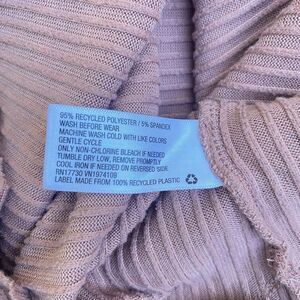 95% RECYCLED POLYESTER / 5% SPANDEX
WASH BEFORE WEAR
MACHINE WASH COLD WITH LIKE COLORS
GENTLE CYCLE
ONLY NON-CHLORINE BLEACH IF NEEDED
TUMBLE DRY LOW, REMOVE PROMPTLY
COOL IRON IF NEEDED ON REVERSED SIDE
RN17730 VN1974109
LABEL MADE FROM 100% RECYCLED PLASTIC